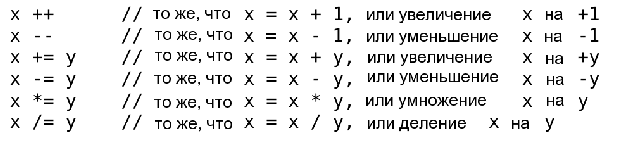 x ++ // то же, что x = x + 1, или увеличение x на +1
x -- // то же, что x = x - 1, или уменьшение x на -1
x += y // то же, что x = x + y, или увеличение x на +y
x -= y // то же, что x = x - y, или уменьшение x на -y
x *= y // то же, что x = x * y, или умножение x на y
x /= y // то же, что x = x / y, или деление x на y